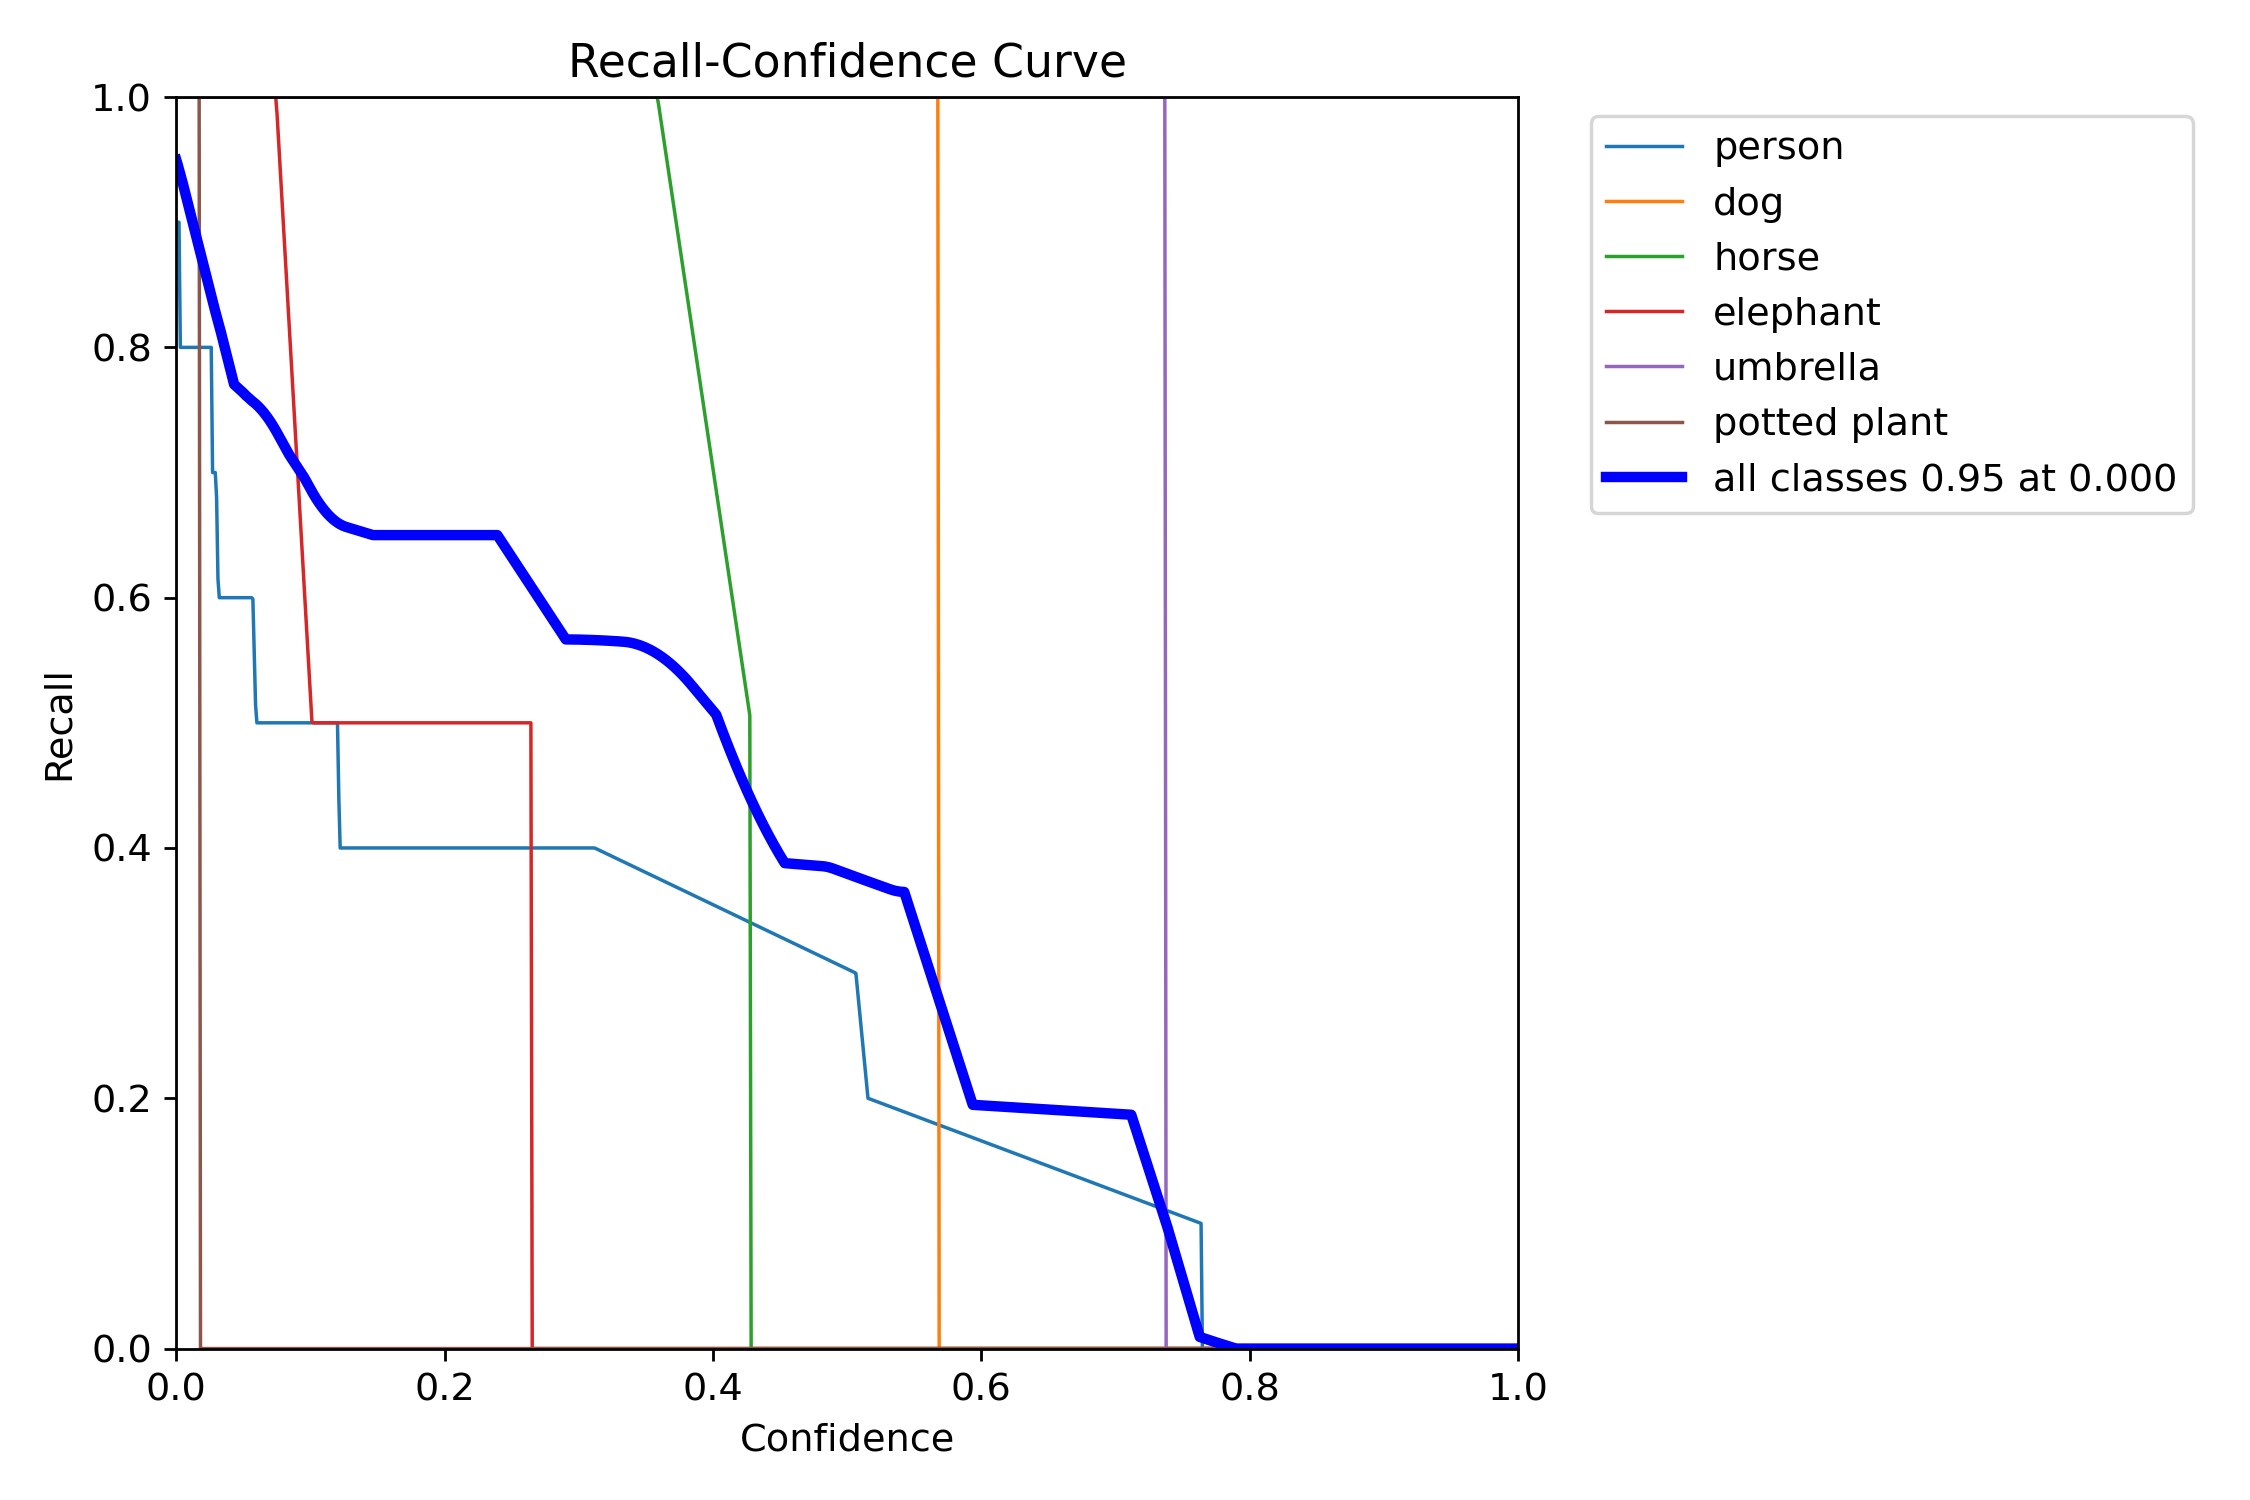 Recall-Confidence Curve
1.0
0.8
0.6
0.4
0.2
0.0
Recall
0.0 0.2 0.4 0.6 0.8 1.0
Confidence
person
dog
horse
elephant
umbrella
potted plant
all classes 0.95 at 0.000